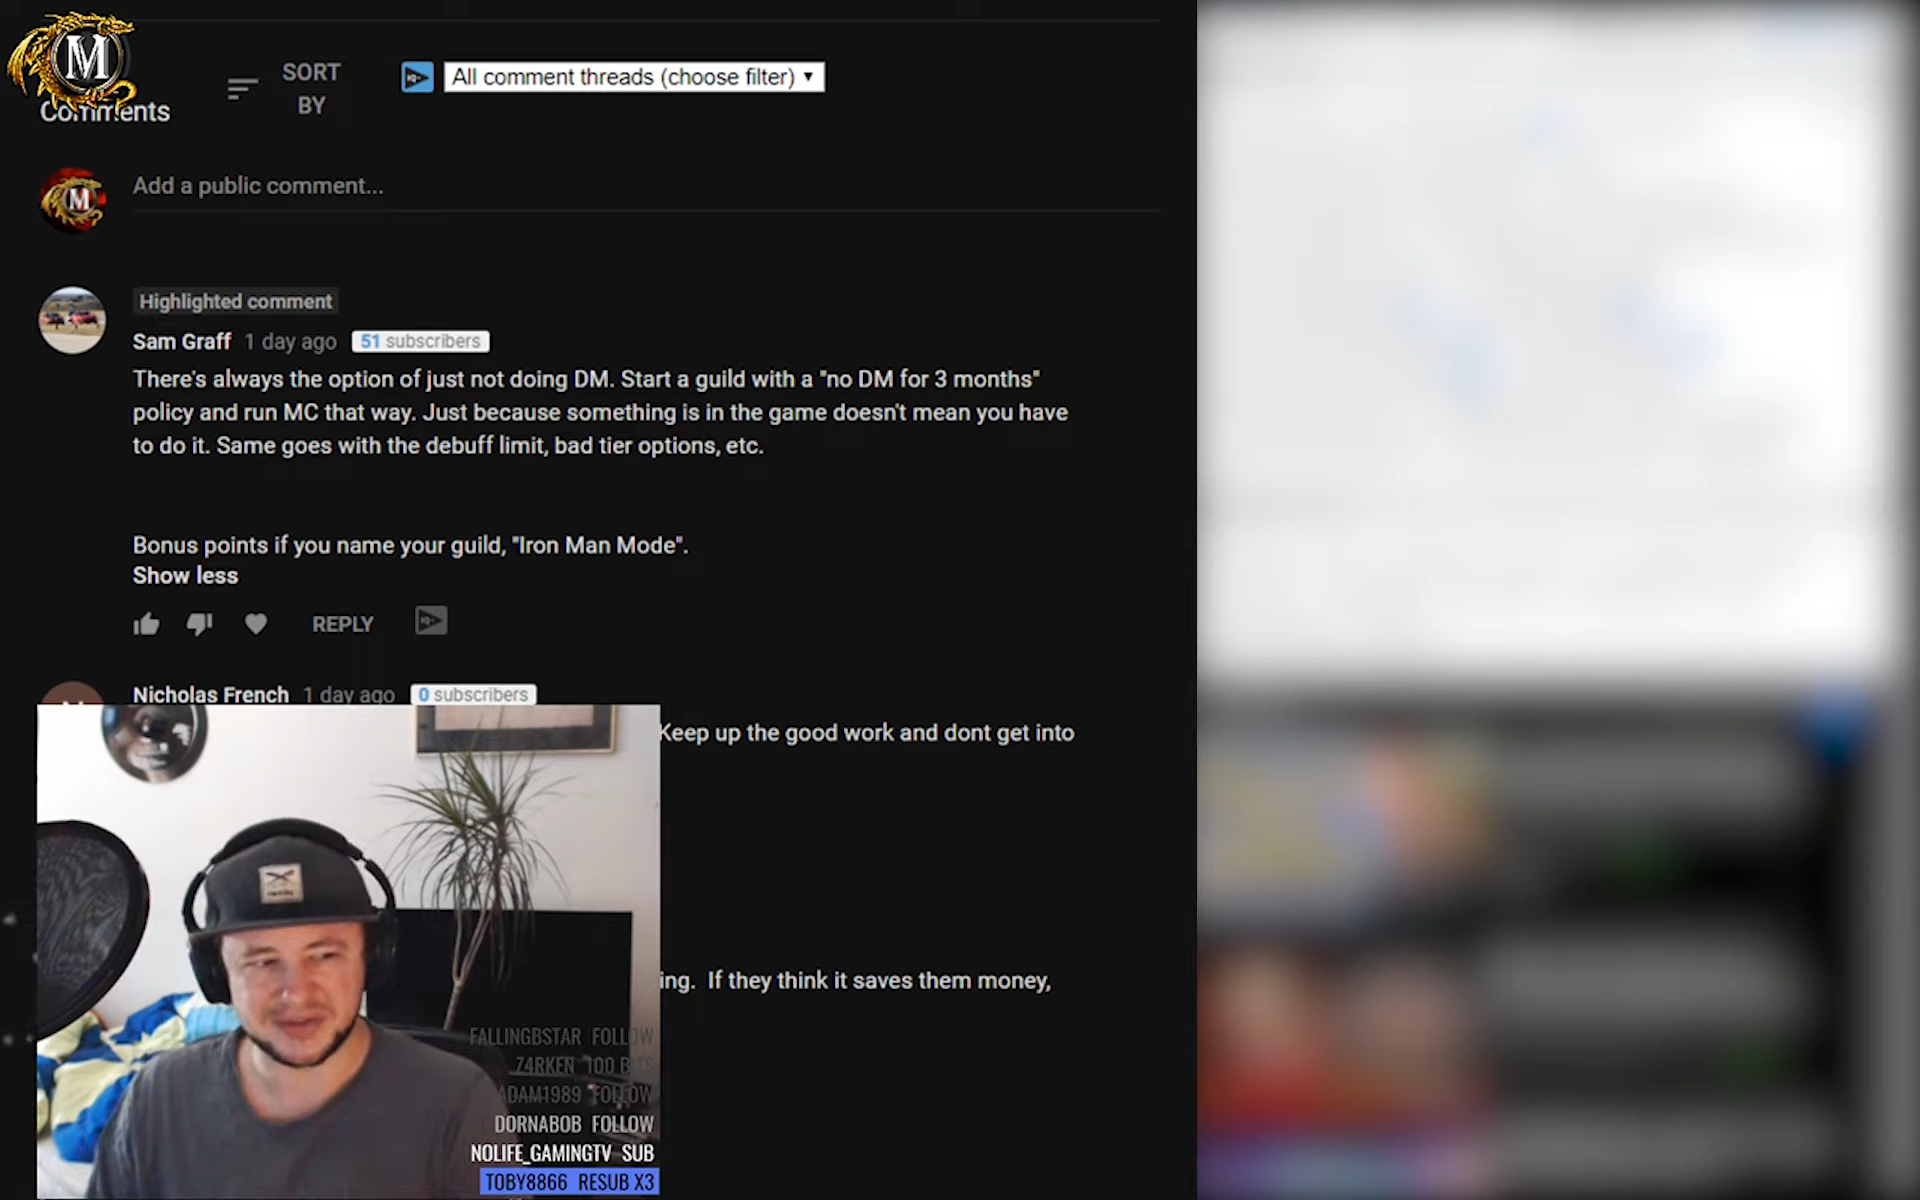 M
Comments
SORT
BY
All comment threads (choose filter)
M
Add a public comment...
Highlighted comment
Sam Graff 1 day ago 51 subscribers
There's always the option of just not doing DM. Start a guild with a "no DM for 3 months"
policy and run MC that way. Just because something is in the game doesn't mean you have
to do it. Same goes with the debuff limit, bad tier options, etc.
Bonus points if you name your guild, "Iron Man Mode".
Show less
REPLY
Nicholas French 1 day ago 0 subscribers
Keep up the good work and dont get into
ing. If they think it saves them money,
FALLINGBSTAR FOLLOW
Z4RKEN 100 BITS
ADAM1989 FOLLOW
DORNABOB FOLLOW
NOLIFE_GAMINGTV SUB
TOBY8866 RESUB X3